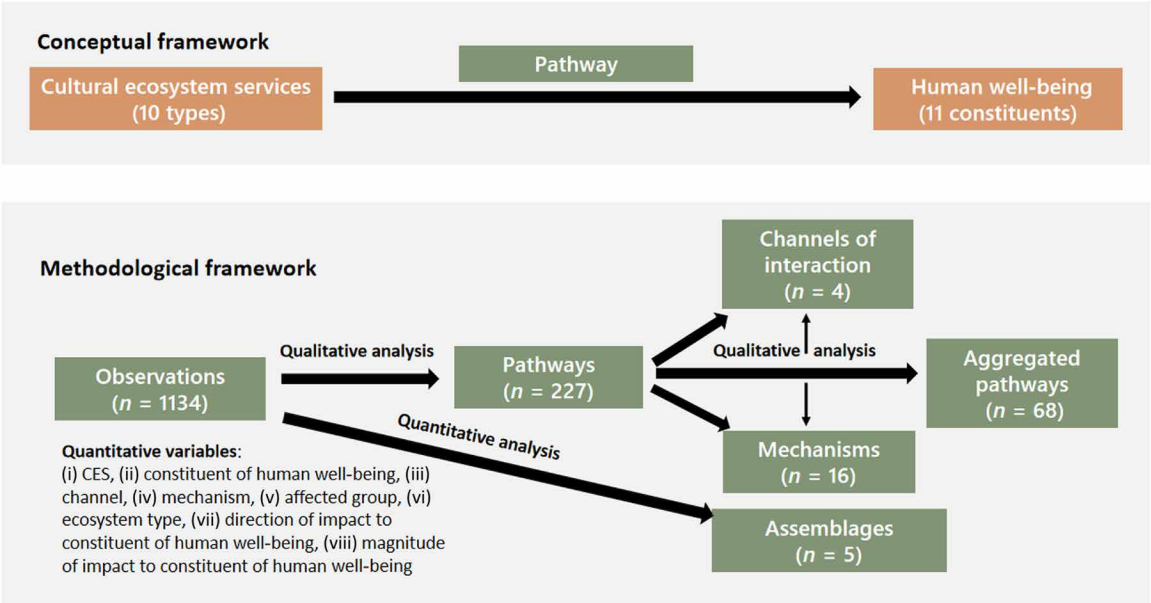 Conceptual framework
Cultural ecosystem services
(10 types)
Pathway
Human well-being
(11 constituents)
Methodological framework
Observations
(n = 1134)
Quantitative variables:
(i) CES, (ii) constituent of human well-being, (iii)
channel, (iv) mechanism, (v) affected group, (vi)
ecosystem type, (vii) direction of impact to
constituent of human well-being, (viii) magnitude
of impact to constituent of human well-being
Qualitative analysis
Quantitative analysis
Pathways
(n = 227)
Channels of
interaction
(n = 4)
Qualitative analysis
Mechanisms
(n = 16)
Assemblages
(n = 5)
Aggregated
pathways
(n = 68)